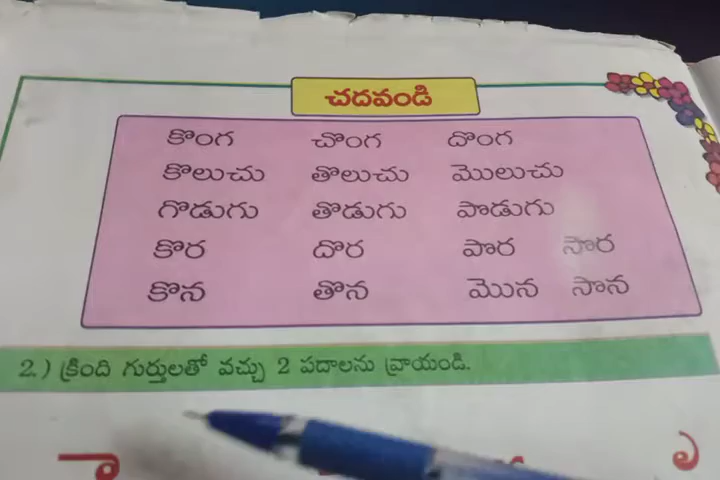 చదవండి
కొంగ చొంగ దొంగ
కొలుచు తొలుచు మొలుచు
గొడుగు తొడుగు పొడుగు
కొర దొర పొర సొర
కొన తొన మొన సొన
2.) క్రింది గుర్తులతో వచ్చు 2 పదాలను వ్రాయండి.